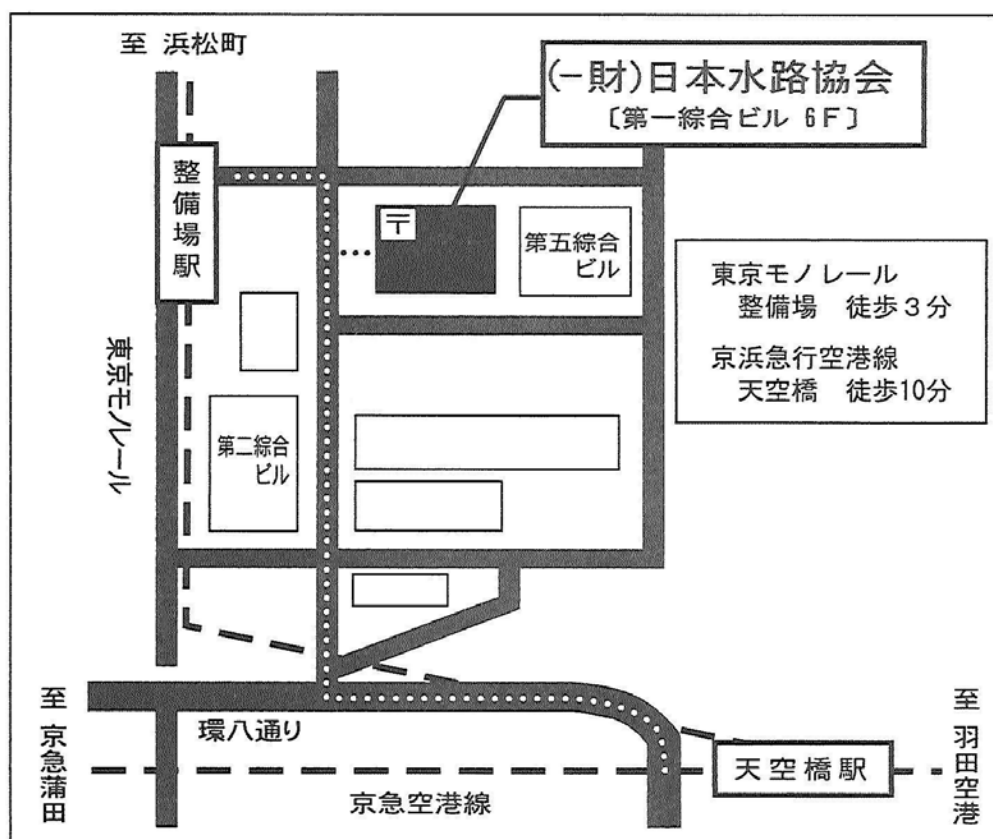 至 浜松町
(一財)日本水路協会
〔第一綜合ビル 6F〕
整備場駅
〒
第五綜合
ビル
東京モノレール
整備場 徒歩3分
京浜急行空港線
天空橋 徒歩10分
東京モノレール
第二綜合
ビル
至 京急蒲田
環八通り
天空橋駅
至 羽田空港
京急空港線